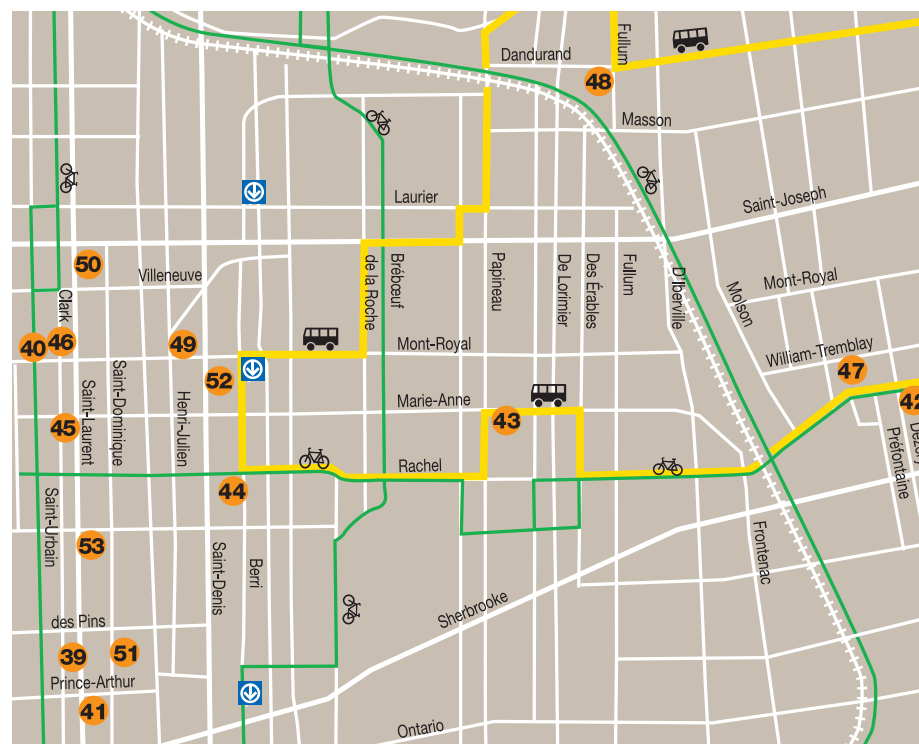 Fullum
Dandurand
48
Masson
Laurier
Saint-Joseph
50
Villeneuve
de la Roche
Brébœuf
Papineau
De Lorimier
Des Érables
Fullum
D'Iberville
Molson
Mont-Royal
Clark
40
46
49
Mont-Royal
William-Tremblay
47
52
Saint-Laurent
Saint-Dominique
Henri-Julien
Marie-Anne
43
42
45
Rachel
Préfontaine
44
Saint-Urbain
53
Saint-Denis
Berri
Frontenac
Sherbrooke
des Pins
39
51
Prince-Arthur
41
Ontario